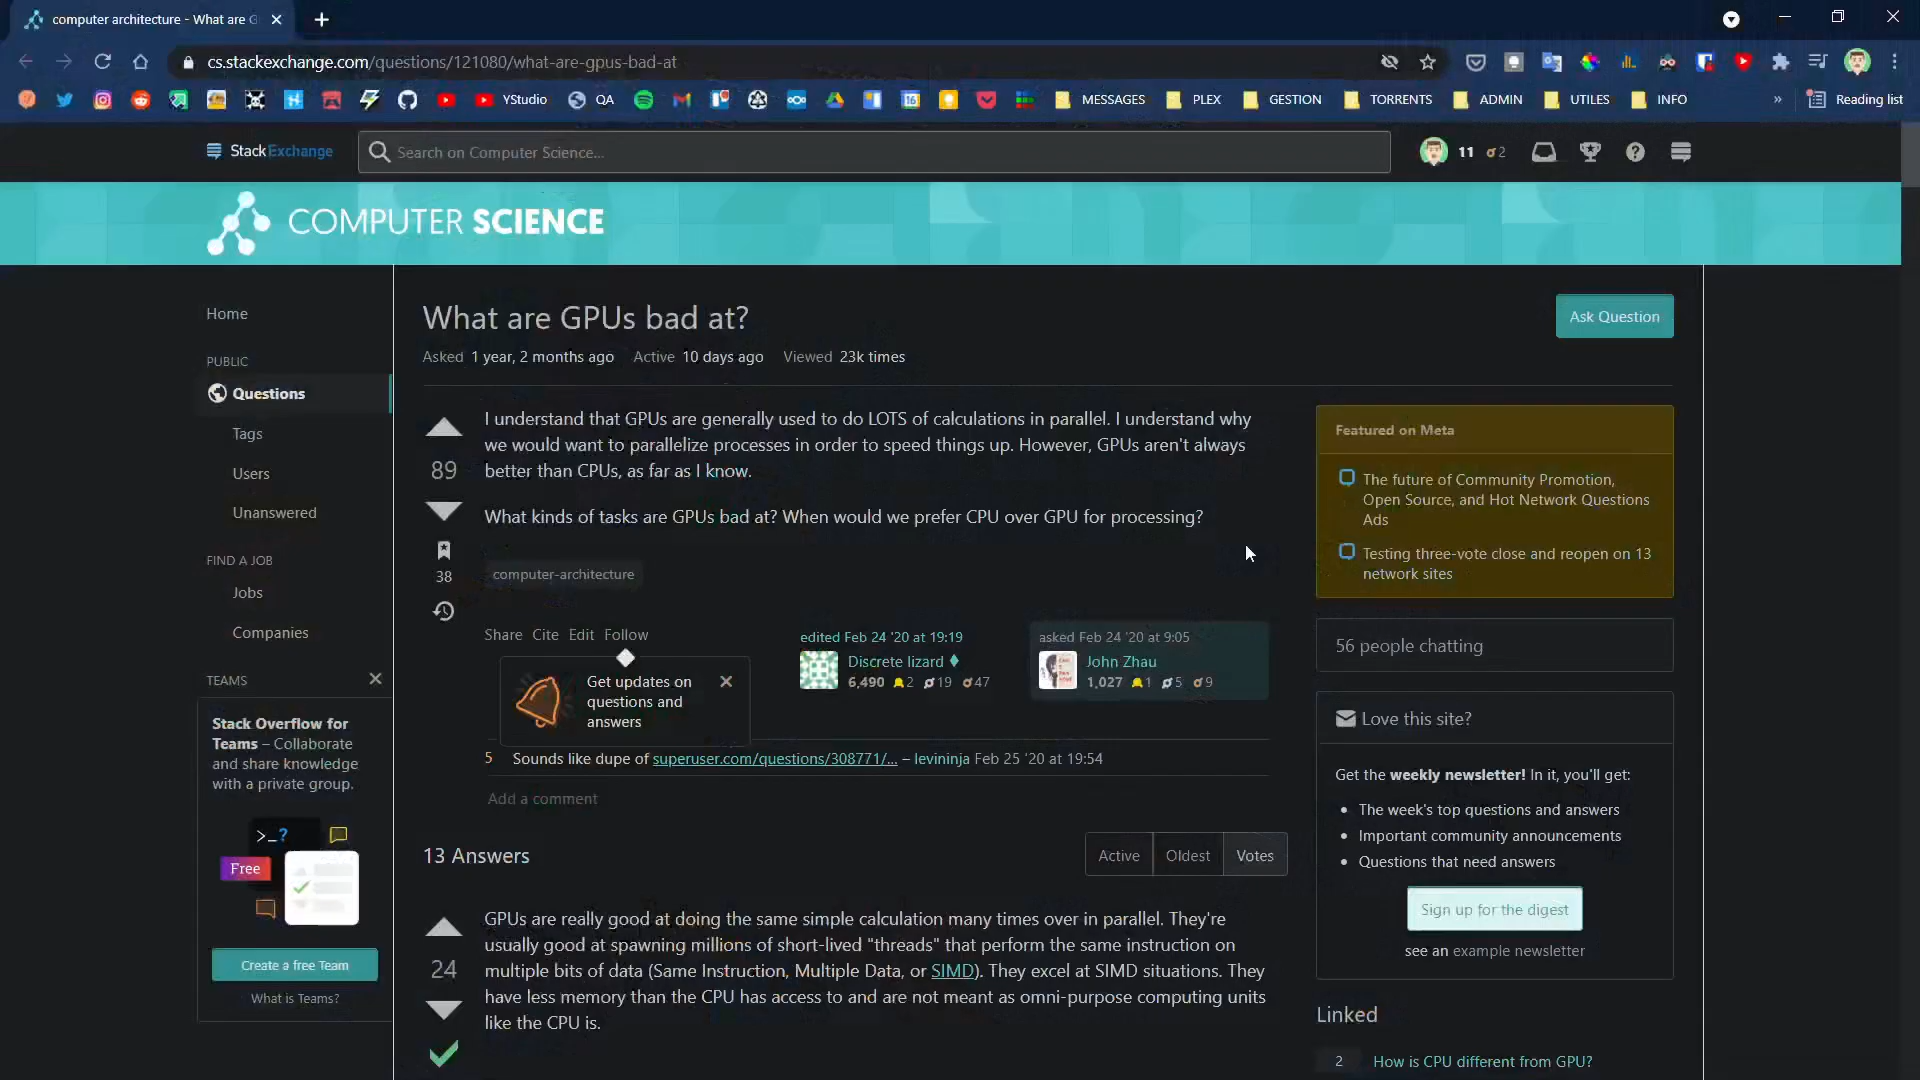 computer architecture - What are G
cs.stackexchange.com/questions/121080/what-are-gpus-bad-at
YStudio
QA
MESSAGES
PLEX
GESTION
TORRENTS
ADMIN
UTILES
INFO
»
Reading list
StackExchange
Search on Computer Science...
11
2
COMPUTER SCIENCE
Home
PUBLIC
Questions
Tags
Users
Unanswered
FIND A JOB
Jobs
Companies
TEAMS
Stack Overflow for
Teams – Collaborate
and share knowledge
with a private group.
>_?
Free
Create a free Team
What is Teams?
What are GPUs bad at?
Ask Question
Asked 1 year, 2 months ago Active 10 days ago Viewed 23k times
89
38
I understand that GPUs are generally used to do LOTS of calculations in parallel. I understand why
we would want to parallelize processes in order to speed things up. However, GPUs aren't always
better than CPUs, as far as I know.
What kinds of tasks are GPUs bad at? When would we prefer CPU over GPU for processing?
computer-architecture
Share Cite Edit Follow
edited Feb 24 '20 at 19:19
Discrete lizard
6,490 2 19 47
asked Feb 24 '20 at 9:05
John Zhau
1,027 1 5 9
Get updates on
questions and
answers
5 Sounds like dupe of superuser.com/questions/308771/... – levininja Feb 25 '20 at 19:54
Add a comment
13 Answers
Active
Oldest
Votes
24
GPUs are really good at doing the same simple calculation many times over in parallel. They're
usually good at spawning millions of short-lived "threads" that perform the same instruction on
multiple bits of data (Same Instruction, Multiple Data, or SIMD). They excel at SIMD situations. They
have less memory than the CPU has access to and are not meant as omni-purpose computing units
like the CPU is.
Featured on Meta
The future of Community Promotion,
Open Source, and Hot Network Questions
Ads
Testing three-vote close and reopen on 13
network sites
56 people chatting
Love this site?
Get the weekly newsletter! In it, you'll get:
• The week's top questions and answers
• Important community announcements
• Questions that need answers
Sign up for the digest
see an example newsletter
Linked
2 How is CPU different from GPU?